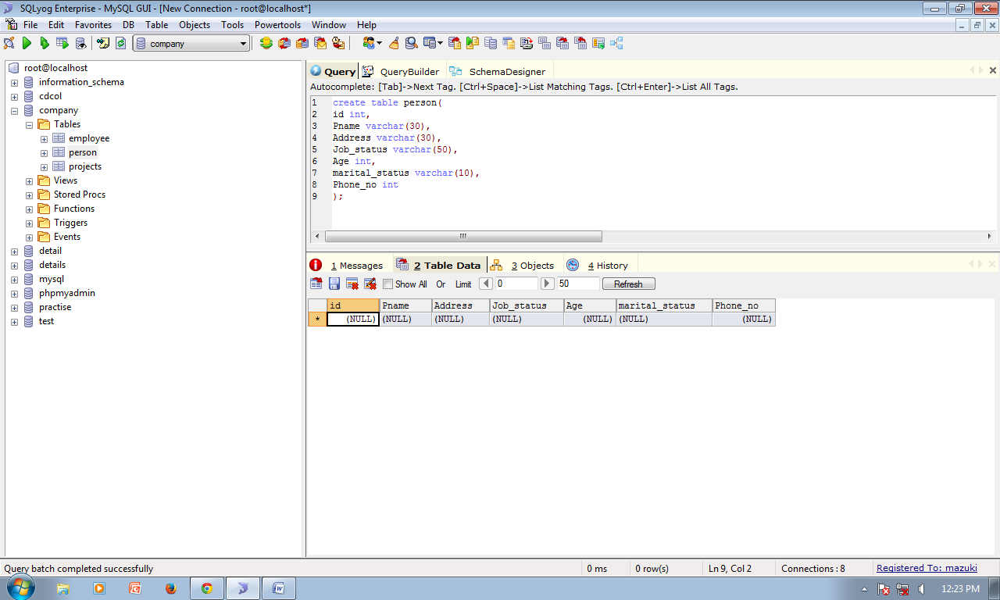 SQLyog Enterprise - MySQL GUI - [New Connection - root@localhost*]
File Edit Favorites DB Table Objects Tools Powertools Window Help
company
root@localhost
information_schema
cdcol
company
Tables
employee
person
projects
Views
Stored Procs
Functions
Triggers
Events
detail
details
mysql
phpmyadmin
practise
test
Query QueryBuilder SchemaDesigner
Autocomplete: [Tab]->Next Tag. [Ctrl+Space]->List Matching Tags. [Ctrl+Enter]->List All Tags.
1 create table person(
2 id int,
3 Pname varchar(30),
4 Address varchar(30),
5 Job_status varchar(50),
6 Age int,
7 marital_status varchar(10),
8 Phone_no int
9 );
1 Messages 2 Table Data 3 Objects 4 History
Show All Or Limit 0 50 Refresh
id Pname Address Job_status Age marital_status Phone_no
* (NULL) (NULL) (NULL) (NULL) (NULL) (NULL) (NULL)
Query batch completed successfully 0 ms 0 row(s) Ln 9, Col 2 Connections : 8 Registered To: mazuki
12:23 PM